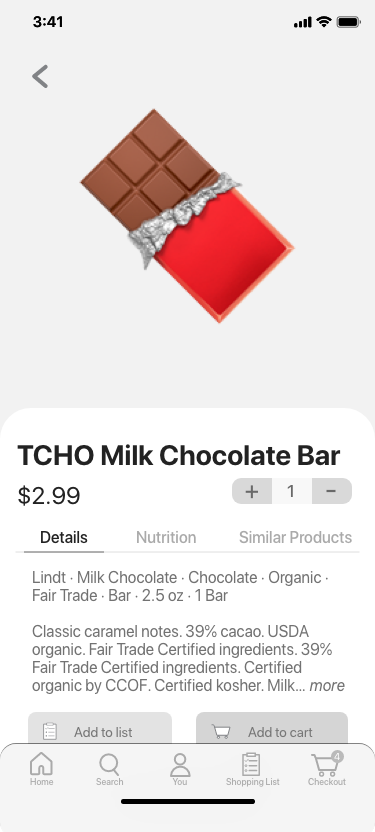 3:41
TCHO Milk Chocolate Bar
$2.99
+ 1 -
Details Nutrition Similar Products
Lindt · Milk Chocolate · Chocolate · Organic ·
Fair Trade · Bar · 2.5 oz · 1 Bar
Classic caramel notes. 39% cacao. USDA
organic. Fair Trade Certified ingredients. 39%
Fair Trade Certified ingredients. Certified
organic by CCOF. Certified kosher. Milk... more
Add to list Add to cart
4
Home Search You Shopping List Checkout